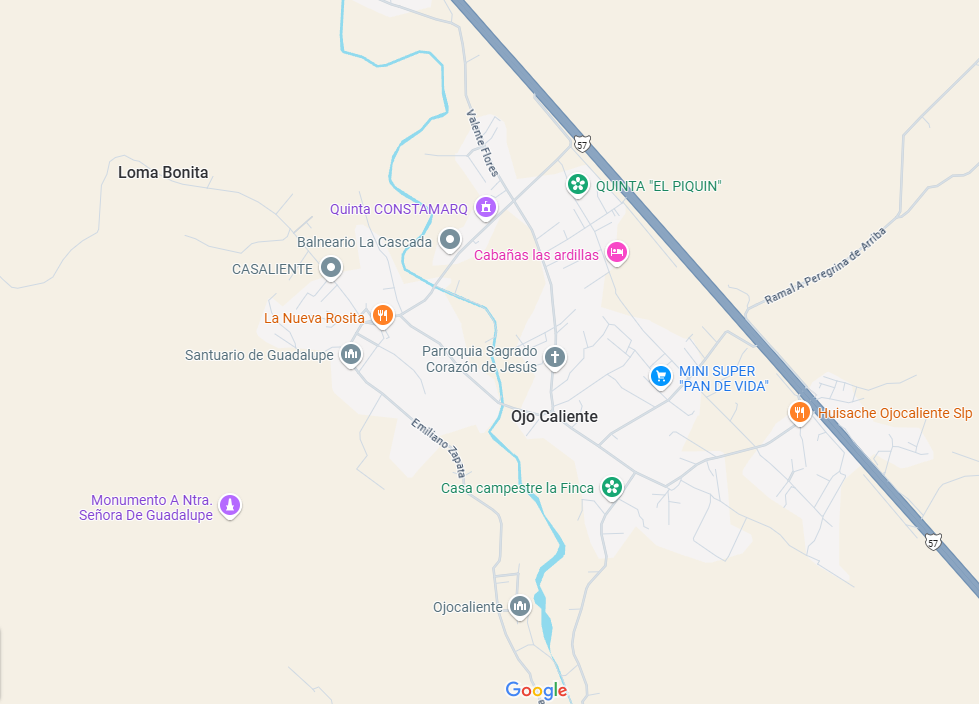 Valente Flores
57
Loma Bonita
QUINTA "EL PIQUIN"
Quinta CONSTAMARQ
Balneario La Cascada
Cabañas las ardillas
Ramal A Peregrina de Arriba
CASALIENTE
La Nueva Rosita
Santuario de Guadalupe
Parroquia Sagrado
Corazón de Jesús
MINI SUPER
"PAN DE VIDA"
Ojo Caliente
Huisache Ojocaliente Slp
Emiliano Zapata
Casa campestre la Finca
Monumento A Ntra.
Señora De Guadalupe
57
Ojocaliente
Google